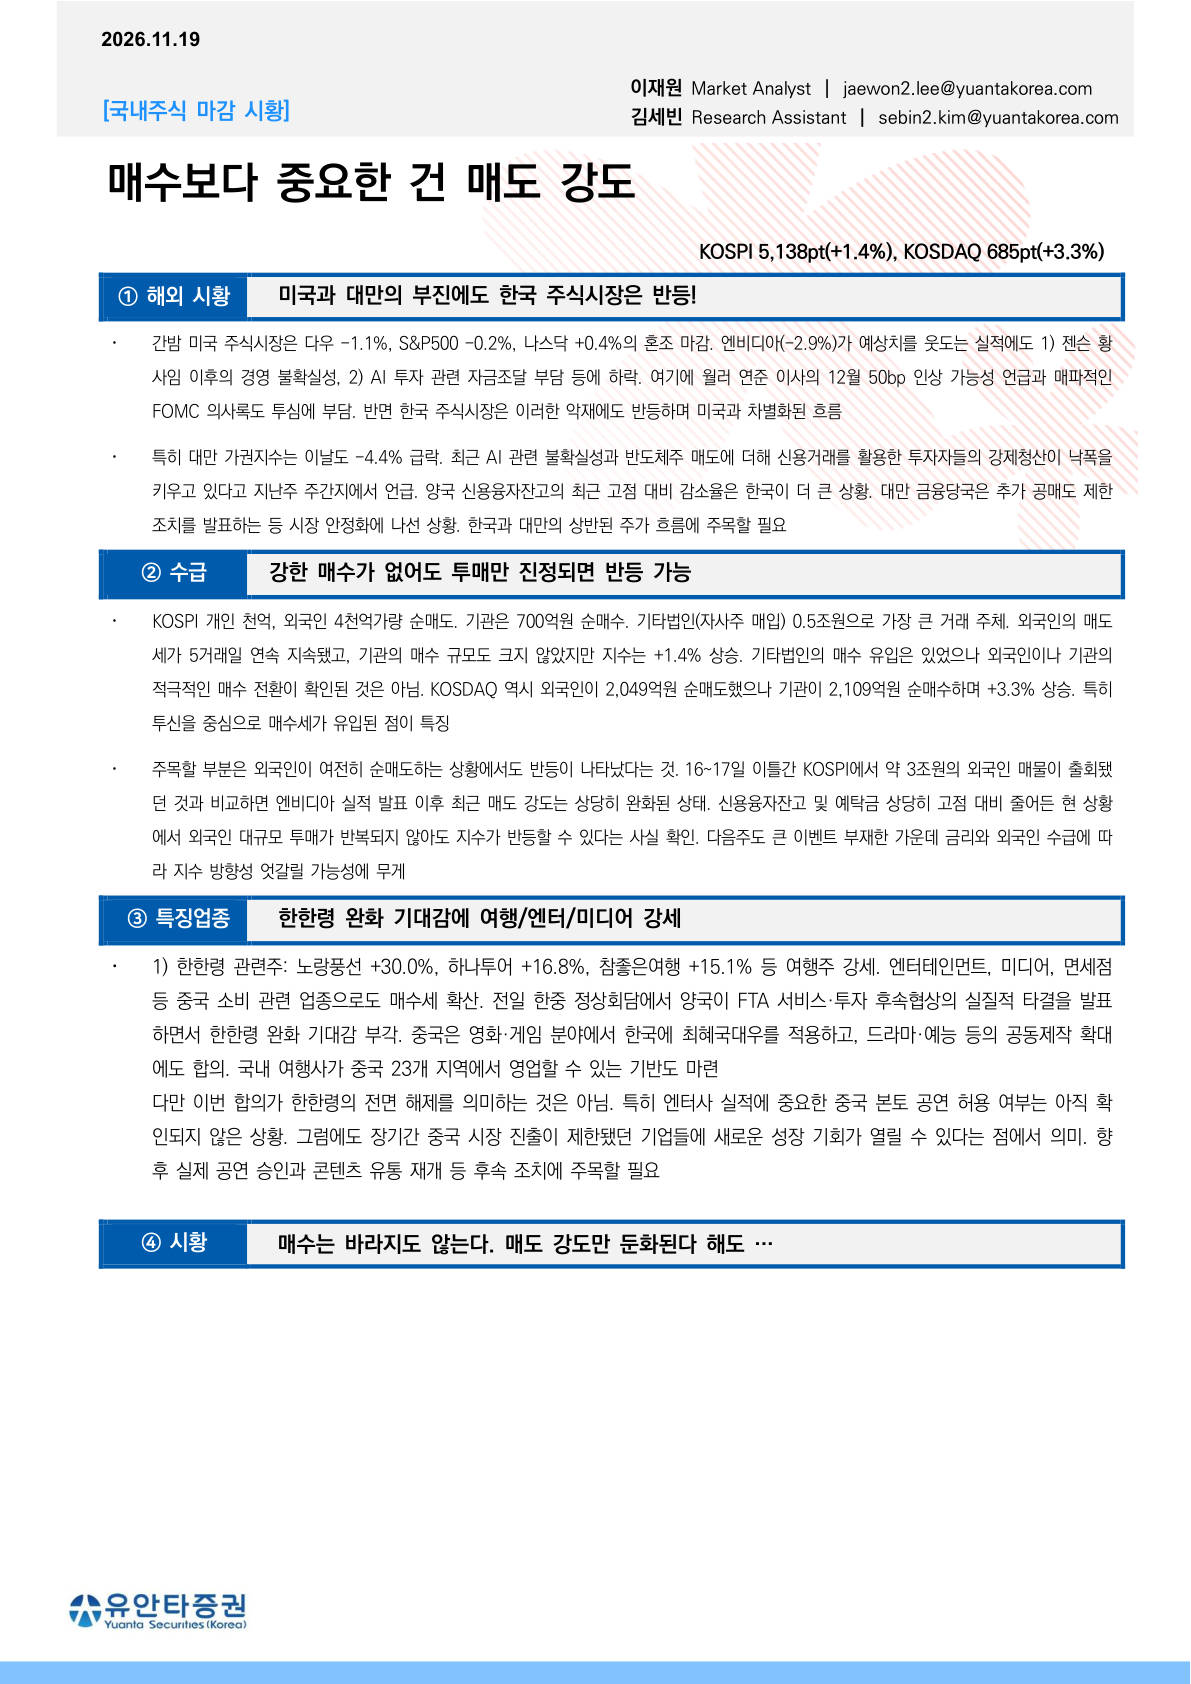 2026.11.19
이재원 Market Analyst | jaewon2.lee@yuantakorea.com
[국내주식 마감 시황]
김세빈 Research Assistant | sebin2.kim@yuantakorea.com
매수보다 중요한 건 매도 강도
KOSPI 5,138pt(+1.4%), KOSDAQ 685pt(+3.3%)
① 해외 시황 미국과 대만의 부진에도 한국 주식시장은 반등!
· 간밤 미국 주식시장은 다우 -1.1%, S&P500 -0.2%, 나스닥 +0.4%의 혼조 마감. 엔비디아(-2.9%)가 예상치를 웃도는 실적에도 1) 젠슨 황
사임 이후의 경영 불확실성, 2) AI 투자 관련 자금조달 부담 등에 하락. 여기에 월러 연준 이사의 12월 50bp 인상 가능성 언급과 매파적인
FOMC 의사록도 투심에 부담. 반면 한국 주식시장은 이러한 악재에도 반등하며 미국과 차별화된 흐름
· 특히 대만 가권지수는 이날도 -4.4% 급락. 최근 AI 관련 불확실성과 반도체주 매도에 더해 신용거래를 활용한 투자자들의 강제청산이 낙폭을
키우고 있다고 지난주 주간지에서 언급. 양국 신용융자잔고의 최근 고점 대비 감소율은 한국이 더 큰 상황. 대만 금융당국은 추가 공매도 제한
조치를 발표하는 등 시장 안정화에 나선 상황. 한국과 대만의 상반된 주가 흐름에 주목할 필요
② 수급 강한 매수가 없어도 투매만 진정되면 반등 가능
· KOSPI 개인 천억, 외국인 4천억가량 순매도. 기관은 700억원 순매수. 기타법인(자사주 매입) 0.5조원으로 가장 큰 거래 주체. 외국인의 매도
세가 5거래일 연속 지속됐고, 기관의 매수 규모도 크지 않았지만 지수는 +1.4% 상승. 기타법인의 매수 유입은 있었으나 외국인이나 기관의
적극적인 매수 전환이 확인된 것은 아님. KOSDAQ 역시 외국인이 2,049억원 순매도했으나 기관이 2,109억원 순매수하며 +3.3% 상승. 특히
투신을 중심으로 매수세가 유입된 점이 특징
· 주목할 부분은 외국인이 여전히 순매도하는 상황에서도 반등이 나타났다는 것. 16~17일 이틀간 KOSPI에서 약 3조원의 외국인 매물이 출회됐
던 것과 비교하면 엔비디아 실적 발표 이후 최근 매도 강도는 상당히 완화된 상태. 신용융자잔고 및 예탁금 상당히 고점 대비 줄어든 현 상황
에서 외국인 대규모 투매가 반복되지 않아도 지수가 반등할 수 있다는 사실 확인. 다음주도 큰 이벤트 부재한 가운데 금리와 외국인 수급에 따
라 지수 방향성 엇갈릴 가능성에 무게
③ 특징업종 한한령 완화 기대감에 여행/엔터/미디어 강세
· 1) 한한령 관련주: 노랑풍선 +30.0%, 하나투어 +16.8%, 참좋은여행 +15.1% 등 여행주 강세. 엔터테인먼트, 미디어, 면세점
등 중국 소비 관련 업종으로도 매수세 확산. 전일 한중 정상회담에서 양국이 FTA 서비스·투자 후속협상의 실질적 타결을 발표
하면서 한한령 완화 기대감 부각. 중국은 영화·게임 분야에서 한국에 최혜국대우를 적용하고, 드라마·예능 등의 공동제작 확대
에도 합의. 국내 여행사가 중국 23개 지역에서 영업할 수 있는 기반도 마련
다만 이번 합의가 한한령의 전면 해제를 의미하는 것은 아님. 특히 엔터사 실적에 중요한 중국 본토 공연 허용 여부는 아직 확
인되지 않은 상황. 그럼에도 장기간 중국 시장 진출이 제한됐던 기업들에 새로운 성장 기회가 열릴 수 있다는 점에서 의미. 향
후 실제 공연 승인과 콘텐츠 유통 재개 등 후속 조치에 주목할 필요
④ 시황 매수는 바라지도 않는다. 매도 강도만 둔화된다 해도 …
유안타증권
Yuanta Securities (Korea)